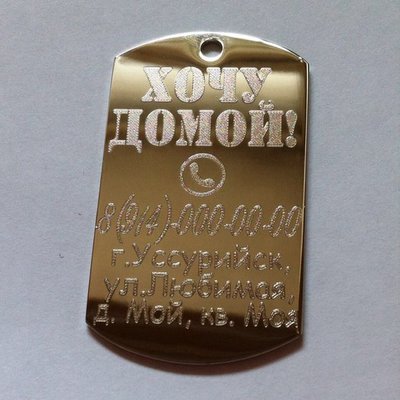 ХОЧУ
ДОМОЙ!
8(914)-000-00-00
г.Уссурийск,
ул.Любимая,
д. Мой, кв. Моя